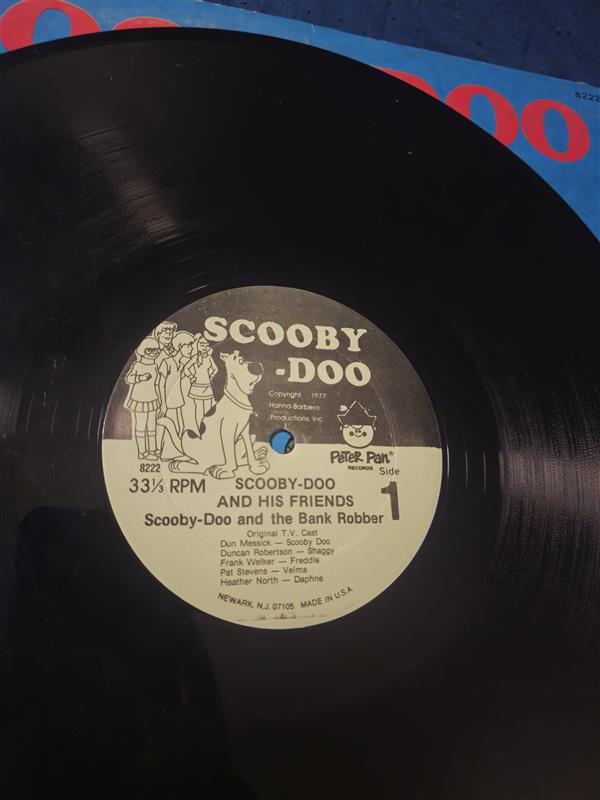 DOO
8222
SCOOBY
-DOO
Copyright 1977
Hanna-Barbera
Productions, Inc.
Peter Pan®
RECORDS
8222
Side
1
33⅓ RPM
SCOOBY-DOO
AND HIS FRIENDS
Scooby-Doo and the Bank Robber
Original T.V. Cast
Don Messick — Scooby Doo
Duncan Robertson — Shaggy
Frank Welker — Freddie
Pat Stevens — Velma
Heather North — Daphne
NEWARK, N.J. 07105 MADE IN U.S.A.